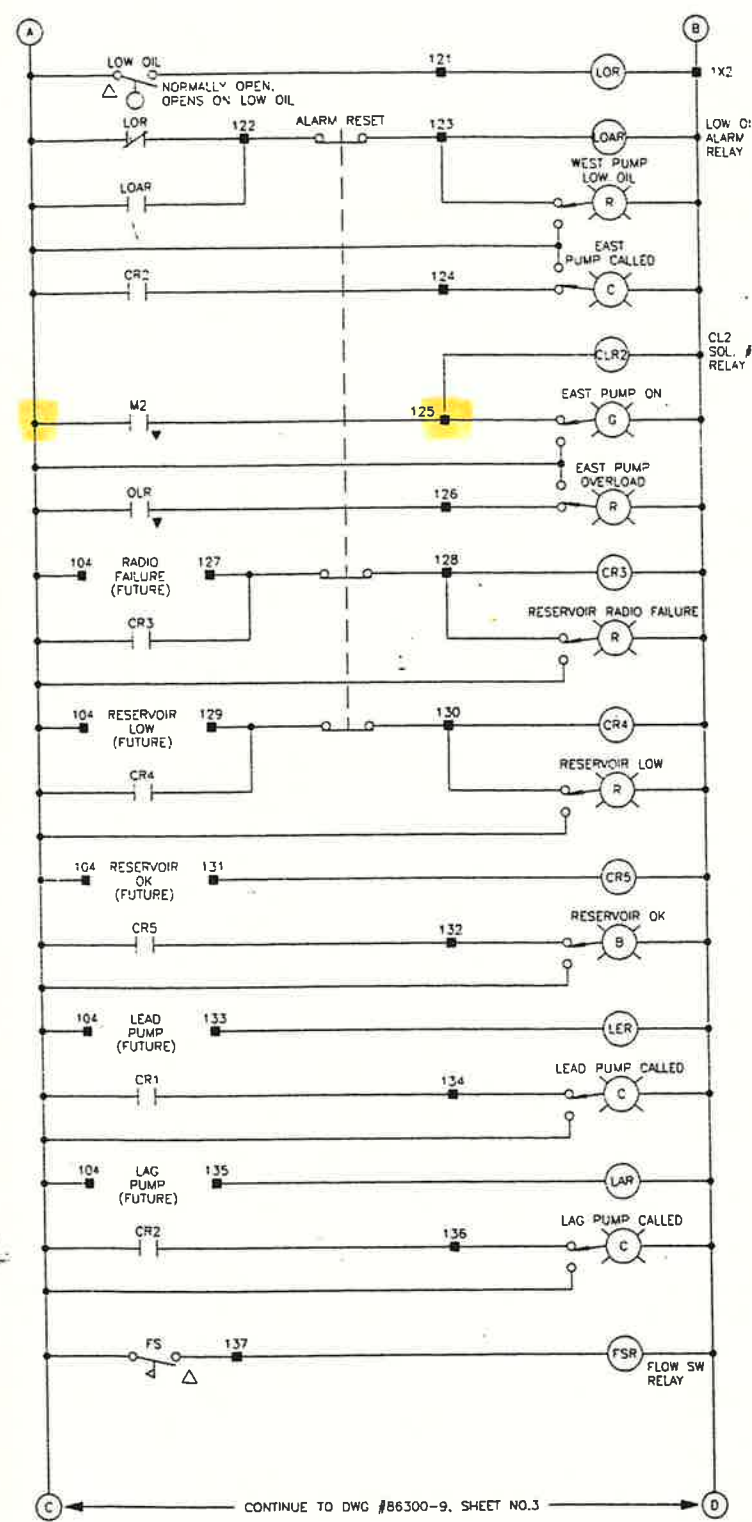 A
B
LOW OIL
121
LOR
1X2
NORMALLY OPEN,
OPENS ON LOW OIL
LOR
122
ALARM RESET
123
LOAR
LOW
ALARM
RELAY
WEST PUMP
LOW OIL
LOAR
R
EAST
PUMP CALLED
CR2
124
C
CLR2
CL2
SOL. #
RELAY
M2
125
EAST PUMP ON
G
EAST PUMP
OVERLOAD
OLR
126
R
104
RADIO
FAILURE
(FUTURE)
127
128
CR3
CR3
RESERVOIR RADIO FAILURE
R
104
RESERVOIR
LOW
(FUTURE)
129
130
CR4
CR4
RESERVOIR LOW
R
104
RESERVOIR
OK
(FUTURE)
131
CR5
CR5
132
RESERVOIR OK
B
104
LEAD
PUMP
(FUTURE)
133
LER
CR1
134
LEAD PUMP CALLED
C
104
LAG
PUMP
(FUTURE)
135
LAR
CR2
136
LAG PUMP CALLED
C
FS
137
FSR
FLOW SW
RELAY
C
CONTINUE TO DWG #86300-9, SHEET NO.3
D